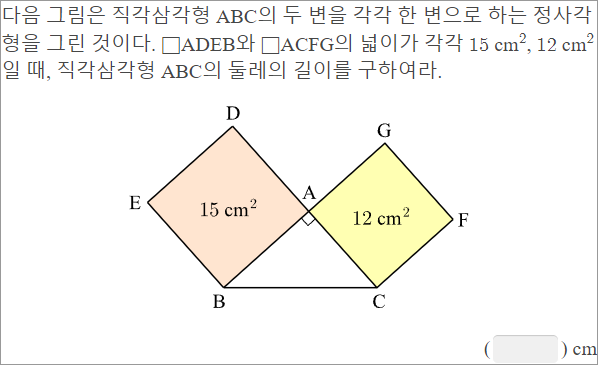 다음 그림은 직각삼각형 ABC의 두 변을 각각 한 변으로 하는 정사각
형을 그린 것이다. □ADEB와 □ACFG의 넓이가 각각 15 cm², 12 cm²
일 때, 직각삼각형 ABC의 둘레의 길이를 구하여라.
D
G
A
E
15 cm²
12 cm²
F
B
C
( ) cm